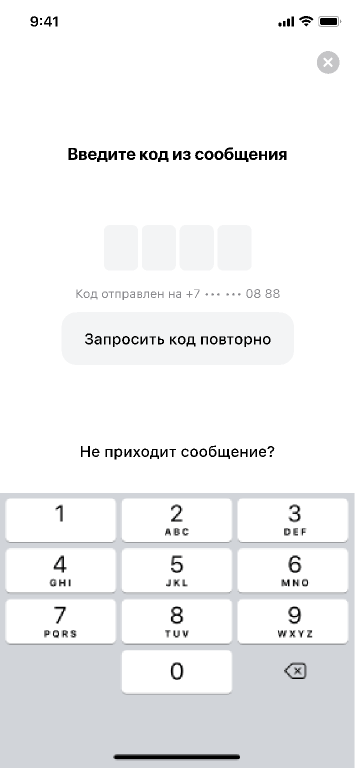 9:41
Введите код из сообщения
Код отправлен на +7 ••• ••• 08 88
Запросить код повторно
Не приходит сообщение?
1
2
ABC
3
DEF
4
GHI
5
JKL
6
MNO
7
PQRS
8
TUV
9
WXYZ
0